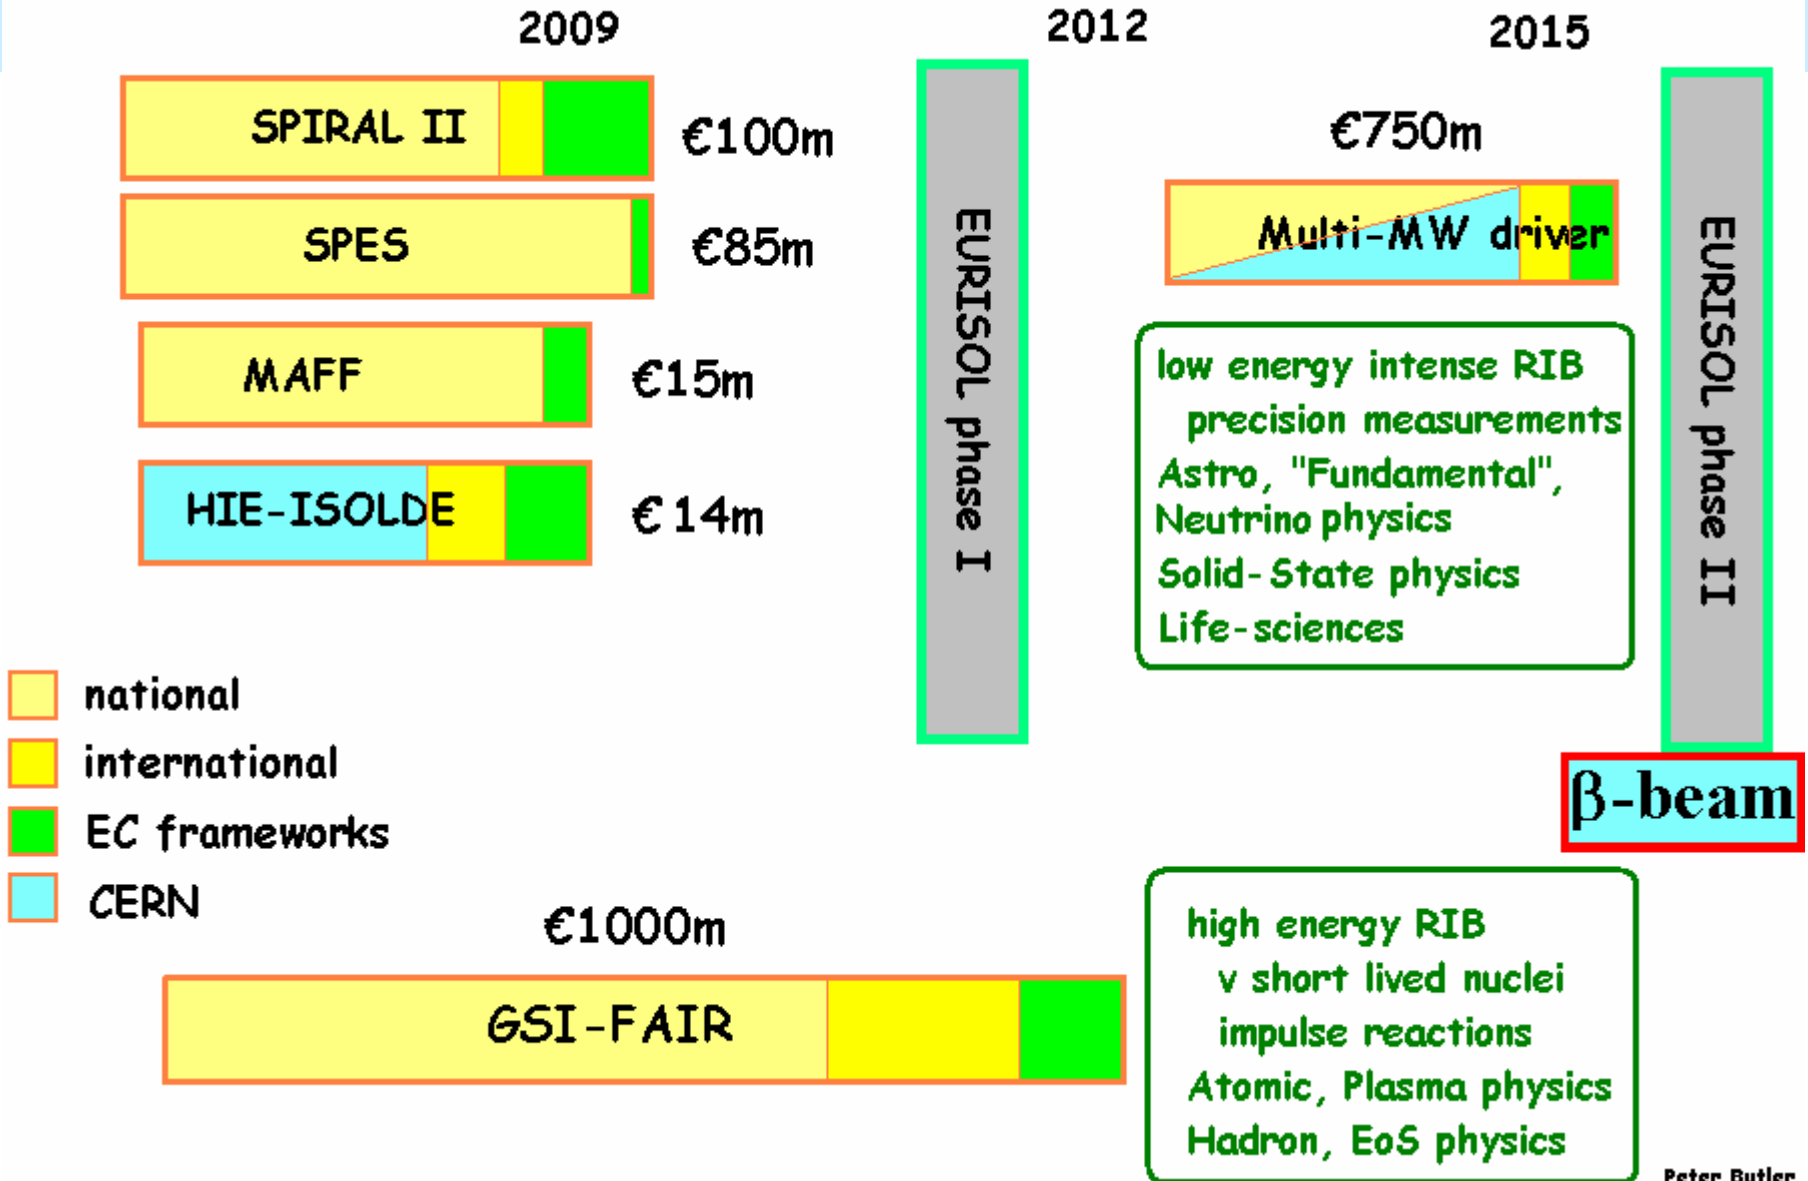 2009
2012
2015
SPIRAL II
€100m
SPES
€85m
MAFF
€15m
HIE-ISOLDE
€14m
EURISOL phase I
€750m
Multi-MW driver
low energy intense RIB
precision measurements
Astro, "Fundamental",
Neutrino physics
Solid-State physics
Life-sciences
EURISOL phase II
β-beam
national
international
EC frameworks
CERN
€1000m
GSI-FAIR
high energy RIB
v short lived nuclei
impulse reactions
Atomic, Plasma physics
Hadron, EoS physics
Peter Butler